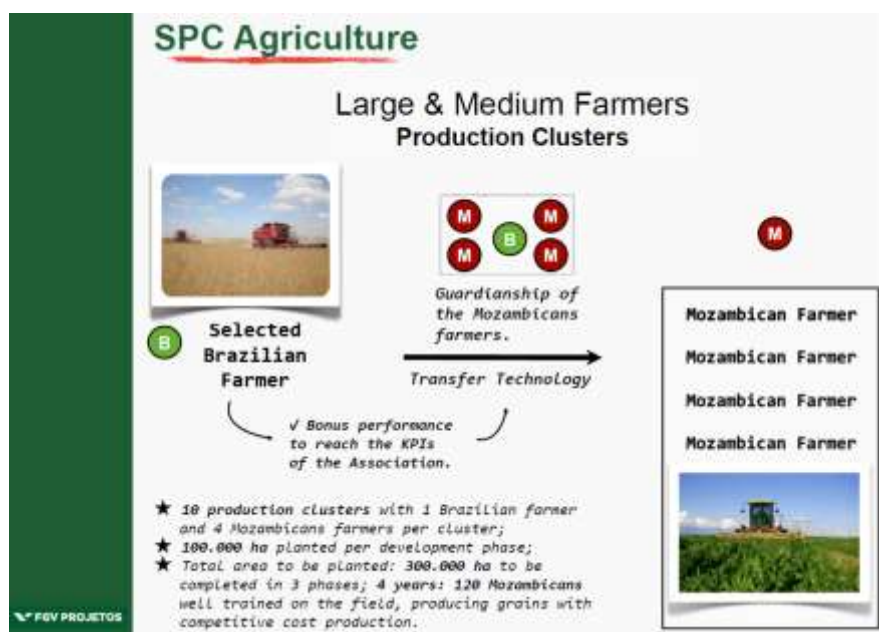 SPC Agriculture
Large & Medium Farmers
Production Clusters
M
M
B
M
M
M
Guardianship of
the Mozambicans
farmers.
B
Selected
Brazilian
Farmer
Transfer Technology
√ Bonus performance
to reach the KPIs
of the Association.
Mozambican Farmer
Mozambican Farmer
Mozambican Farmer
Mozambican Farmer
★ 10 production clusters with 1 Brazilian farmer
and 4 Mozambicans farmers per cluster;
★ 100.000 ha planted per development phase;
★ Total area to be planted: 300.000 ha to be
completed in 3 phases; 4 years: 120 Mozambicans
well trained on the field, producing grains with
competitive cost production.
FGV PROJETOS